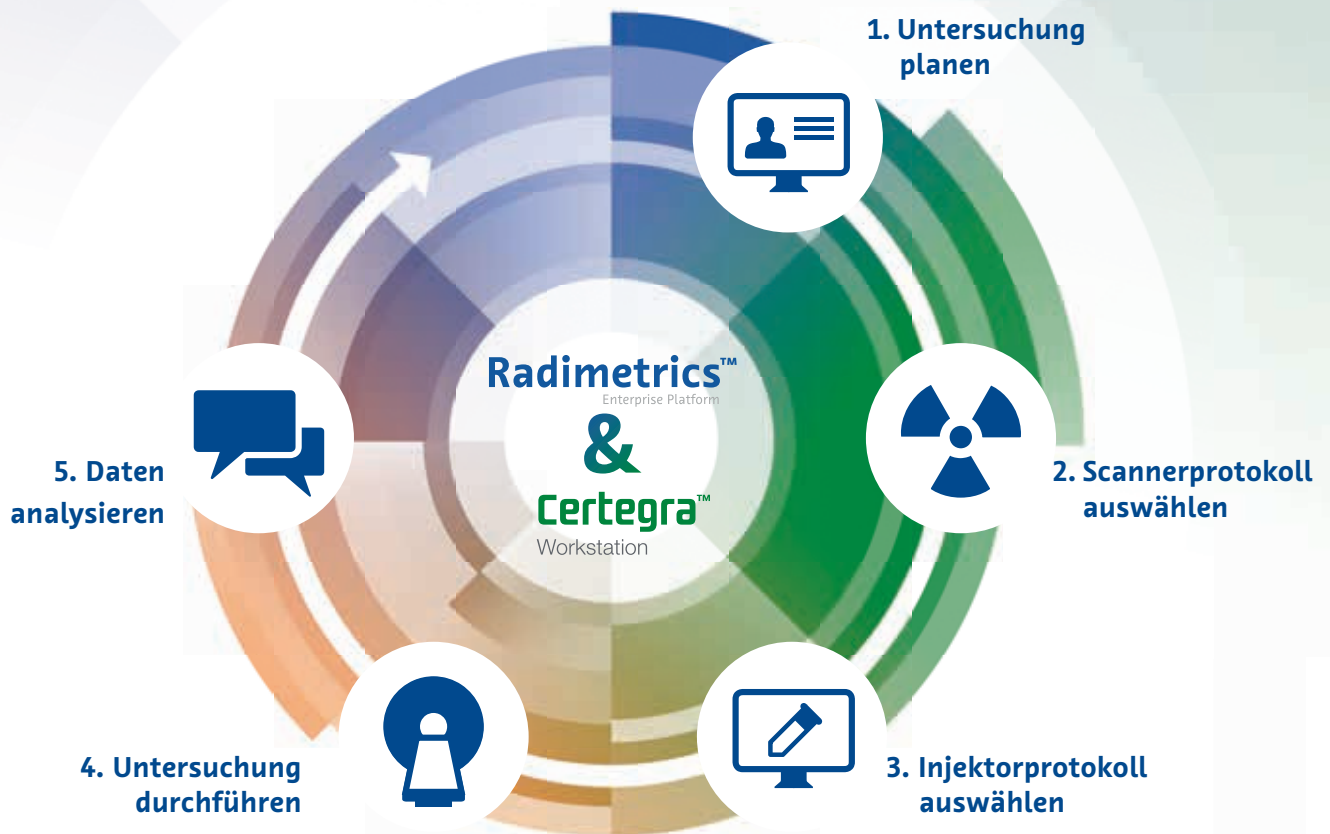 1. Untersuchung
planen
Radimetrics™
Enterprise Platform
&
Certegra™
Workstation
2. Scannerprotokoll
auswählen
3. Injektorprotokoll
auswählen
4. Untersuchung
durchführen
5. Daten
analysieren